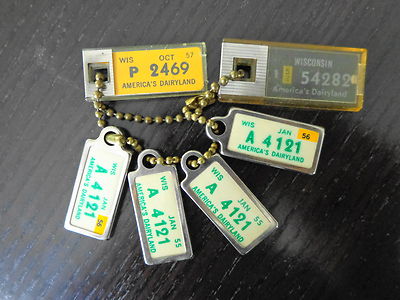 WIS OCT 57
P 2469
AMERICA'S DAIRYLAND
WISCONSIN
54282
America's Dairyland
WIS JAN 56
A 4121
AMERICA'S DAIRYLAND
WIS 56
A 4121
AMERICA'S DAIRYLAND
WIS JAN 55
A 4121
AMERICA'S DAIRYLAND
WIS JAN 55
A 4121
AMERICA'S DAIRYLAND